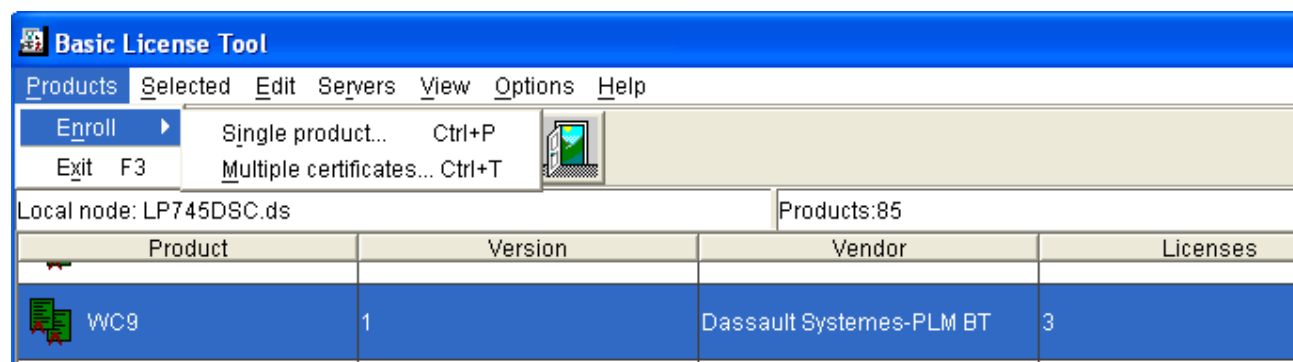 Basic License Tool
Products Selected Edit Servers View Options Help
Enroll
Single product... Ctrl+P
Exit F3
Multiple certificates... Ctrl+T
Local node: LP745DSC.ds Products:85
Product Version Vendor Licenses
WC9 1 Dassault Systemes-PLM BT 3